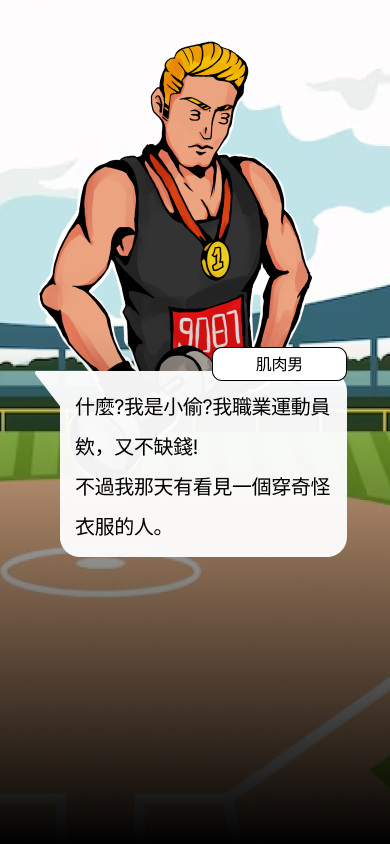 1
9087
肌肉男
什麼?我是小偷?我職業運動員
欸，又不缺錢!
不過我那天有看見一個穿奇怪
衣服的人。